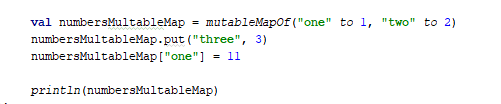 val numbersMultableMap = mutableMapOf("one" to 1, "two" to 2)
numbersMultableMap.put("three", 3)
numbersMultableMap["one"] = 11
println(numbersMultableMap)